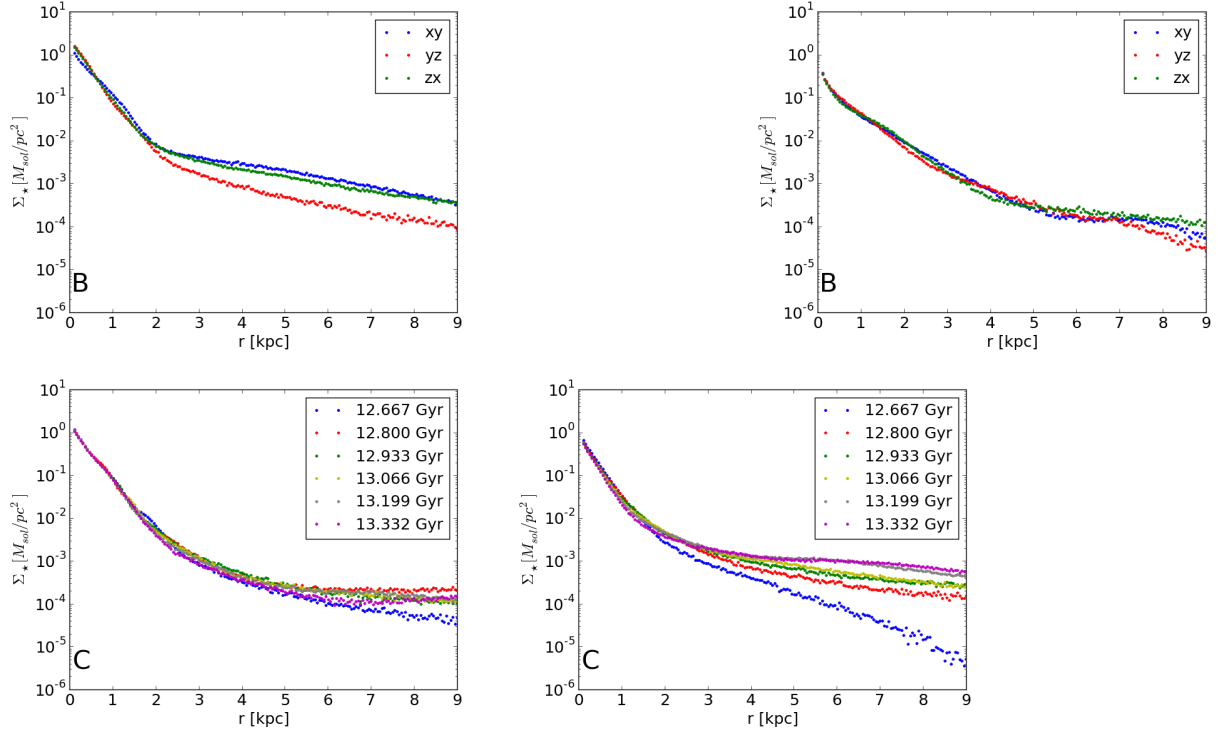 10^1
10^0
10^-1
10^-2
10^-3
10^-4
10^-5
10^-6
Σ⋆[M_sol/pc^2]
xy
yz
zx
B
0 1 2 3 4 5 6 7 8 9
r [kpc]
10^1
10^0
10^-1
10^-2
10^-3
10^-4
10^-5
10^-6
Σ⋆[M_sol/pc^2]
xy
yz
zx
B
0 1 2 3 4 5 6 7 8 9
r [kpc]
10^1
10^0
10^-1
10^-2
10^-3
10^-4
10^-5
10^-6
Σ⋆[M_sol/pc^2]
12.667 Gyr
12.800 Gyr
12.933 Gyr
13.066 Gyr
13.199 Gyr
13.332 Gyr
C
0 1 2 3 4 5 6 7 8 9
r [kpc]
10^1
10^0
10^-1
10^-2
10^-3
10^-4
10^-5
10^-6
Σ⋆[M_sol/pc^2]
12.667 Gyr
12.800 Gyr
12.933 Gyr
13.066 Gyr
13.199 Gyr
13.332 Gyr
C
0 1 2 3 4 5 6 7 8 9
r [kpc]